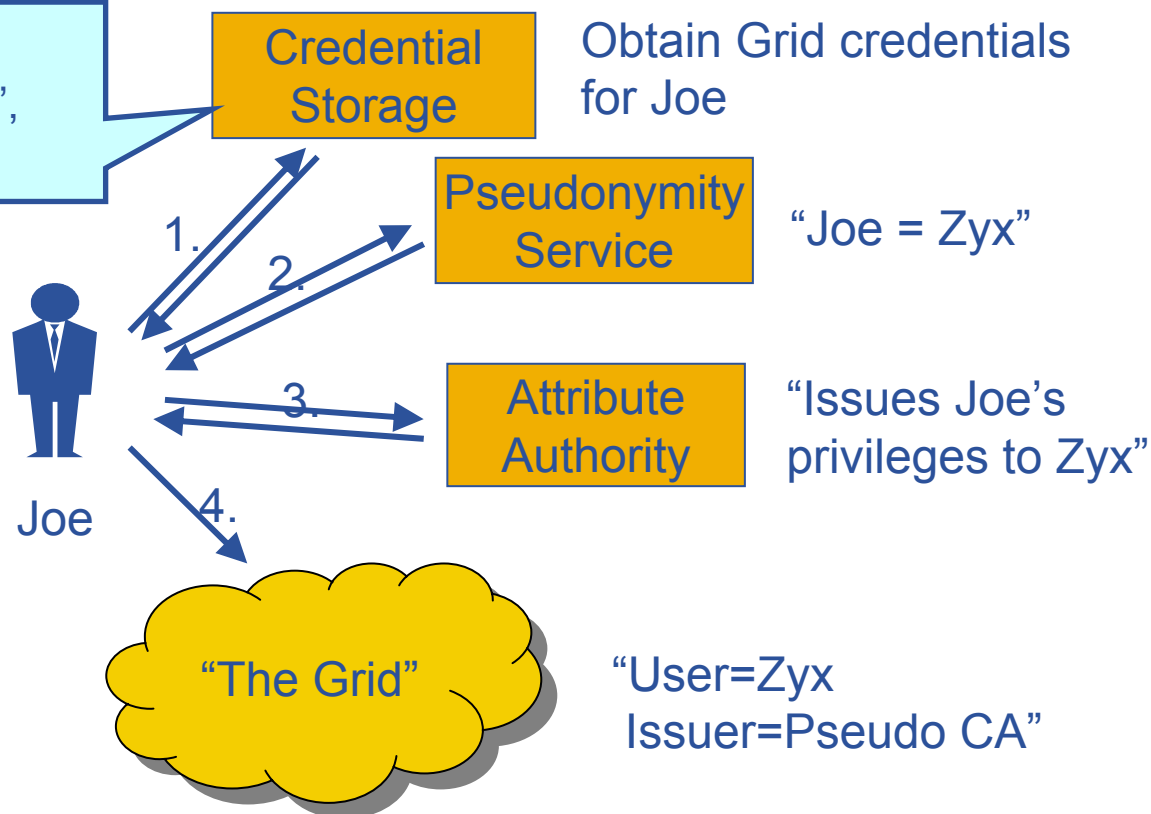 ”,
Credential
Storage
Obtain Grid credentials
for Joe
1.
Pseudonymity
Service
“Joe = Zyx”
2.
3.
Attribute
Authority
“Issues Joe’s
privileges to Zyx”
Joe
4.
“The Grid”
“User=Zyx
Issuer=Pseudo CA”